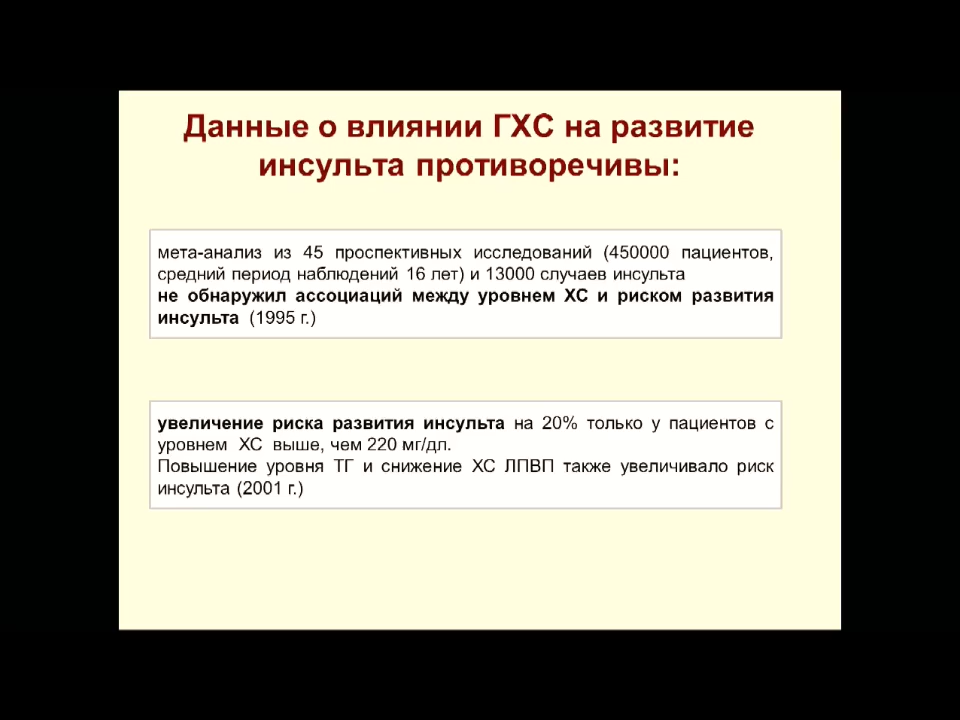 Данные о влиянии ГХС на развитие
инсульта противоречивы:
мета-анализ из 45 проспективных исследований (450000 пациентов,
средний период наблюдений 16 лет) и 13000 случаев инсульта
не обнаружил ассоциаций между уровнем ХС и риском развития
инсульта (1995 г.)
увеличение риска развития инсульта на 20% только у пациентов с
уровнем ХС выше, чем 220 мг/дл.
Повышение уровня ТГ и снижение ХС ЛПВП также увеличивало риск
инсульта (2001 г.)